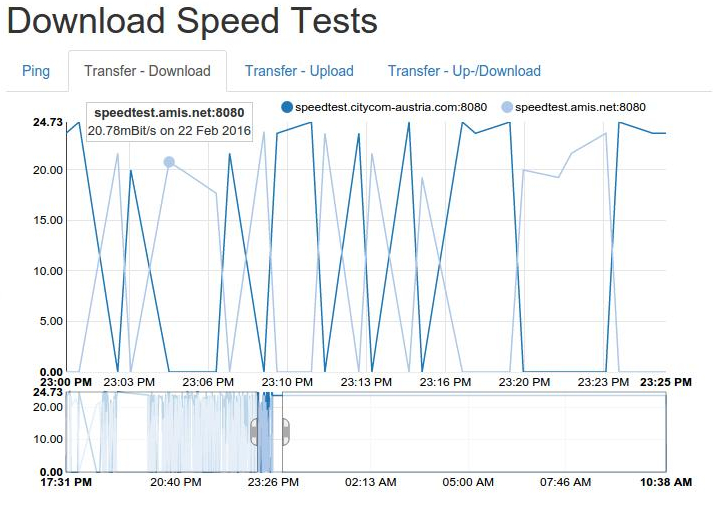 Download Speed Tests
Ping Transfer - Download Transfer - Upload Transfer - Up-/Download
speedtest.amis.net:8080
20.78mBit/s on 22 Feb 2016
speedtest.citycom-austria.com:8080 speedtest.amis.net:8080
24.73
20.00
15.00
10.00
5.00
0.00
23:00 PM 23:03 PM 23:06 PM 23:10 PM 23:13 PM 23:16 PM 23:20 PM 23:23 PM 23:25 PM
24.73
20.00
10.00
0.00
17:31 PM 20:40 PM 23:26 PM 02:13 AM 05:00 AM 07:46 AM 10:38 AM